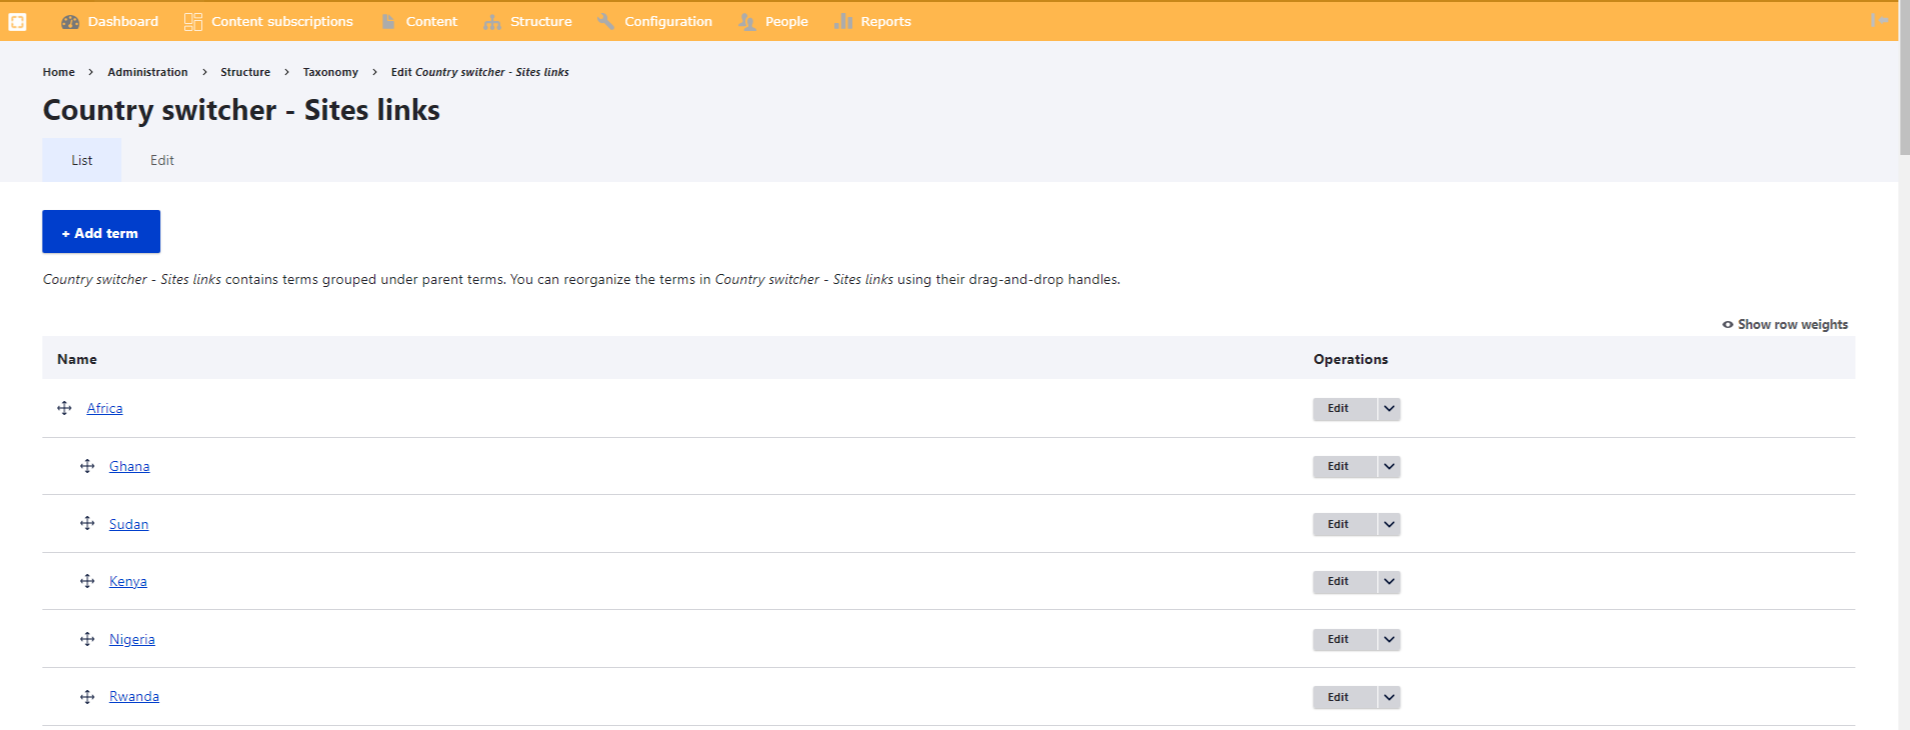 Dashboard Content subscriptions Content Structure Configuration People Reports
Home > Administration > Structure > Taxonomy > Edit Country switcher - Sites links
Country switcher - Sites links
List Edit
+ Add term
Country switcher - Sites links contains terms grouped under parent terms. You can reorganize the terms in Country switcher - Sites links using their drag-and-drop handles.
Show row weights
Name Operations
Africa Edit
Ghana Edit
Sudan Edit
Kenya Edit
Nigeria Edit
Rwanda Edit